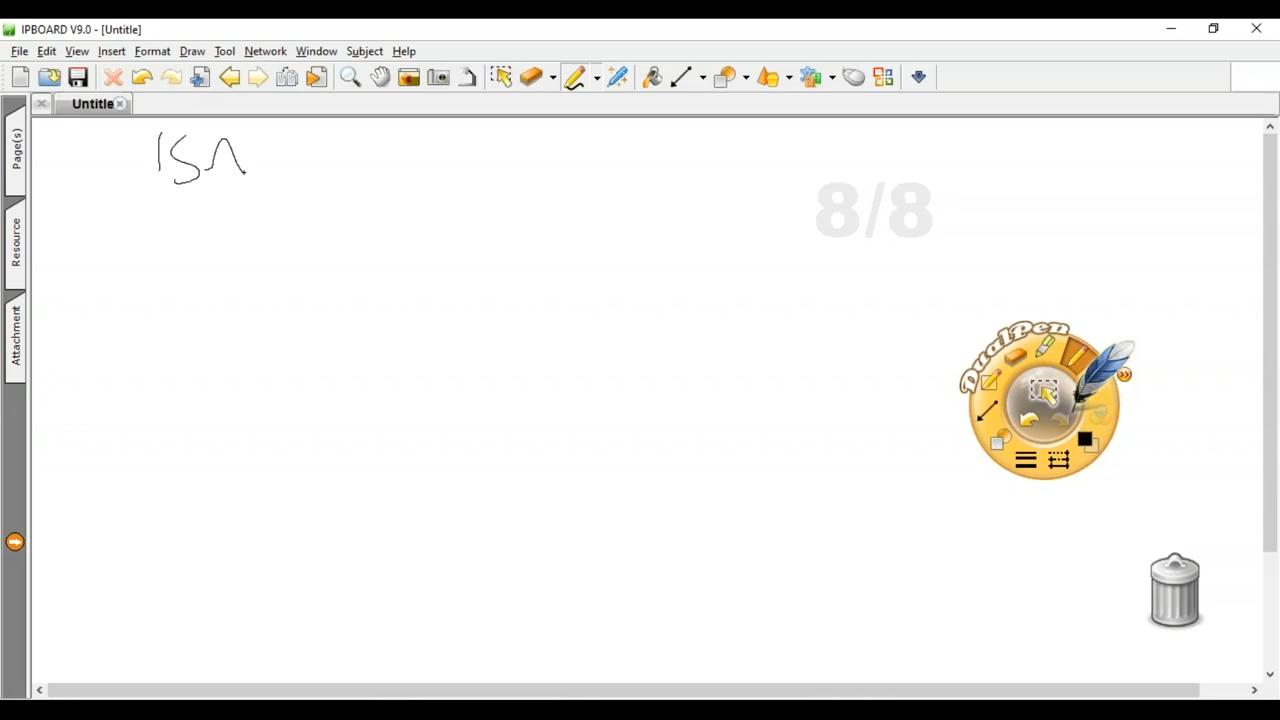 IPBOARD V9.0 - [Untitle]
File Edit View Insert Format Draw Tool Network Window Subject Help
Untitle
Page(s)
Resource
Attachment
8/8
DualPen